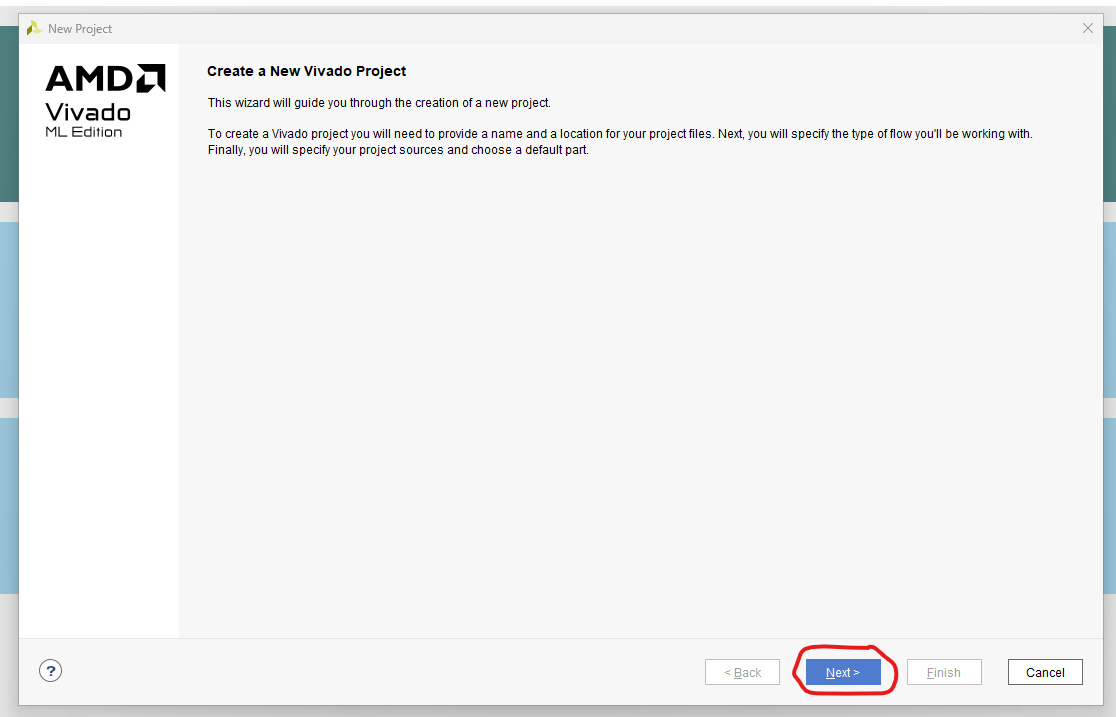 New Project
AMD
Vivado
ML Edition
Create a New Vivado Project
This wizard will guide you through the creation of a new project.
To create a Vivado project you will need to provide a name and a location for your project files. Next, you will specify the type of flow you'll be working with.
Finally, you will specify your project sources and choose a default part.
?
< Back
Next >
Finish
Cancel